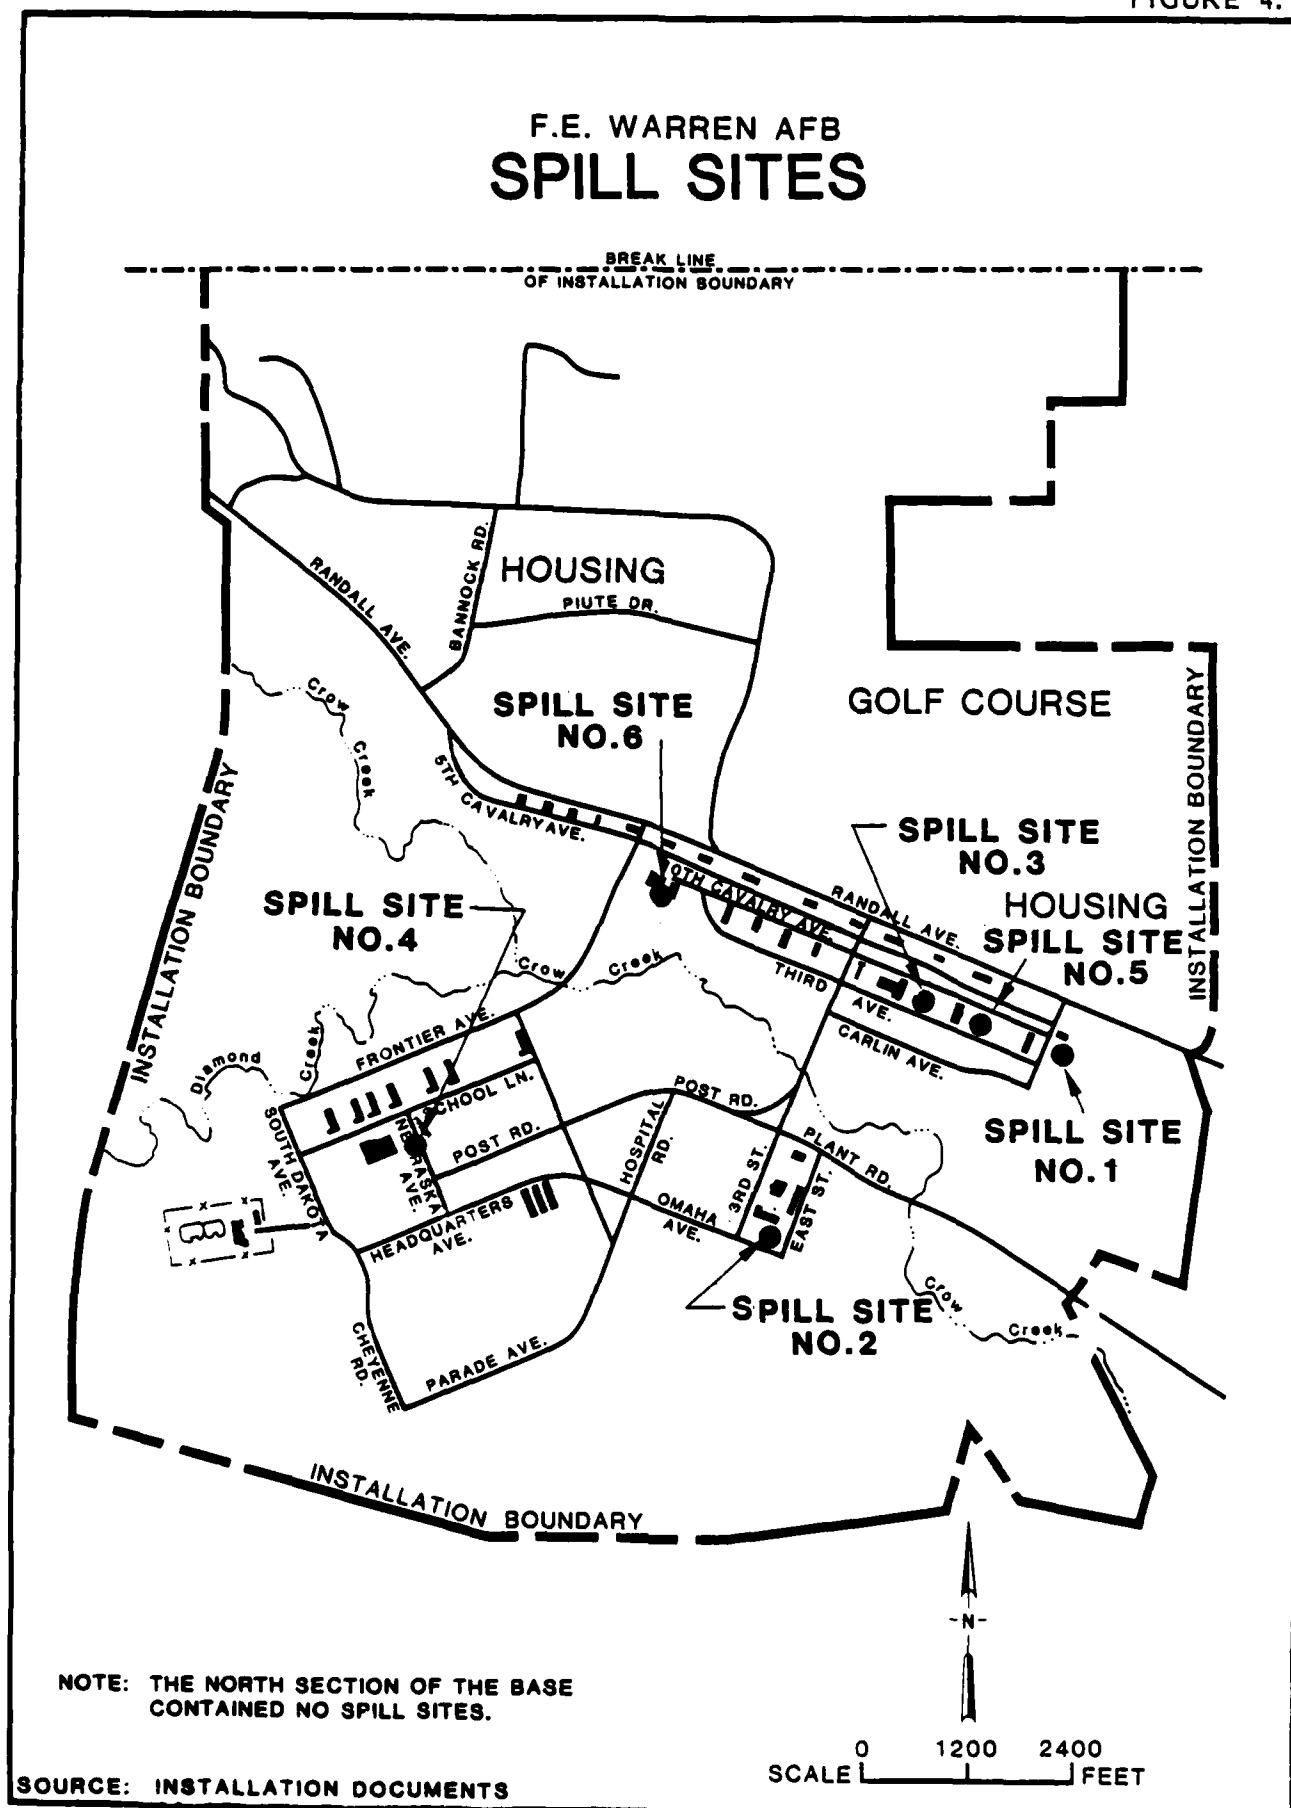 FIGURE 4.
F.E. WARREN AFB
SPILL SITES
BREAK LINE
OF INSTALLATION BOUNDARY
RANDALL AVE.
BANNOCK RD.
HOUSING
PIUTE DR.
Crow
Creek
SPILL SITE
NO.6
GOLF COURSE
INSTALLATION BOUNDARY
5TH CAVALRY AVE.
INSTALLATION BOUNDARY
SPILL SITE
NO.3
10TH CAVALRY AVE.
RANDALL AVE.
HOUSING
SPILL SITE
NO.5
SPILL SITE
NO.4
Crow Creek
THIRD AVE.
CARLIN AVE.
FRONTIER AVE.
Diamond Creek
SCHOOL LN.
POST RD.
POST RD.
HOSPITAL RD.
PLANT RD.
SPILL SITE
NO.1
SOUTH DAKOTA
AVE.
NEBRASKA
AVE.
HEADQUARTERS
AVE.
OMAHA
AVE.
3RD ST.
EAST ST.
SPILL SITE
NO.2
Crow
Creek
CHEYENNE
RD.
PARADE AVE.
INSTALLATION BOUNDARY
-N-
NOTE: THE NORTH SECTION OF THE BASE
CONTAINED NO SPILL SITES.
0 1200 2400
SCALE FEET
SOURCE: INSTALLATION DOCUMENTS